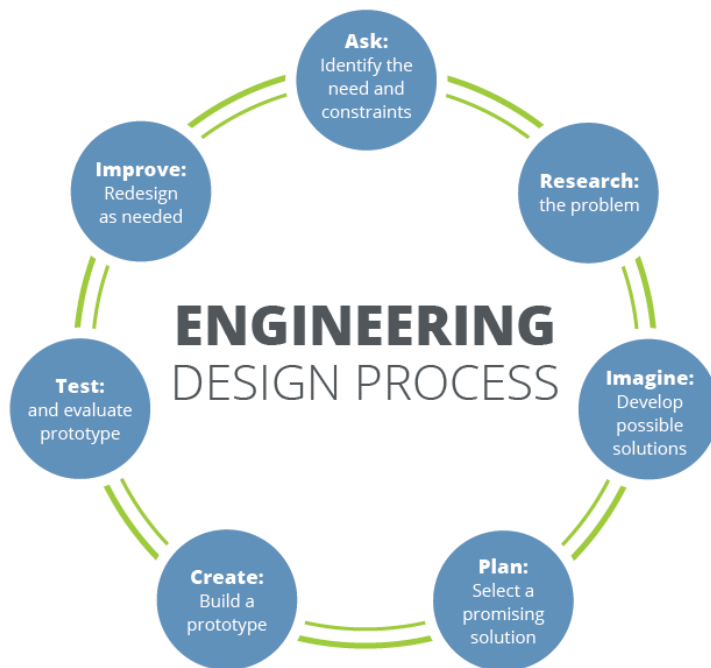 Ask:
Identify the
need and
constraints
Research:
the problem
Imagine:
Develop
possible
solutions
Plan:
Select a
promising
solution
Create:
Build a
prototype
Test:
and evaluate
prototype
Improve:
Redesign
as needed
ENGINEERING
DESIGN PROCESS